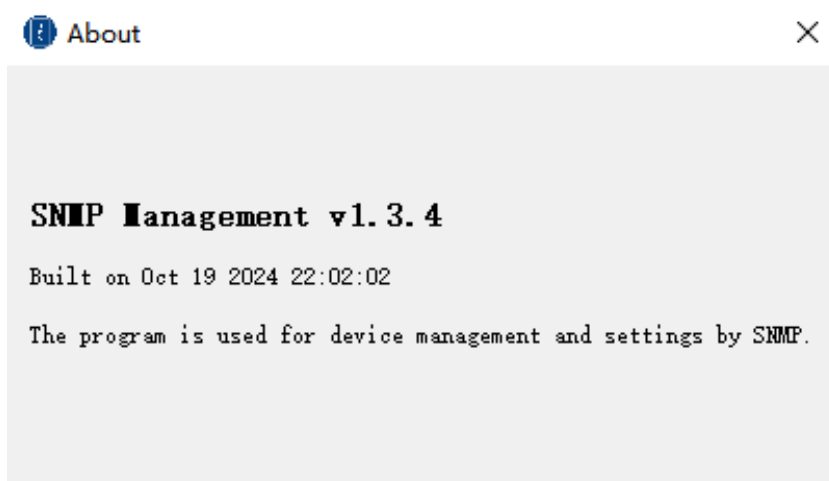 About
SNMP Management v1.3.4
Built on Oct 19 2024 22:02:02
The program is used for device management and settings by SNMP.